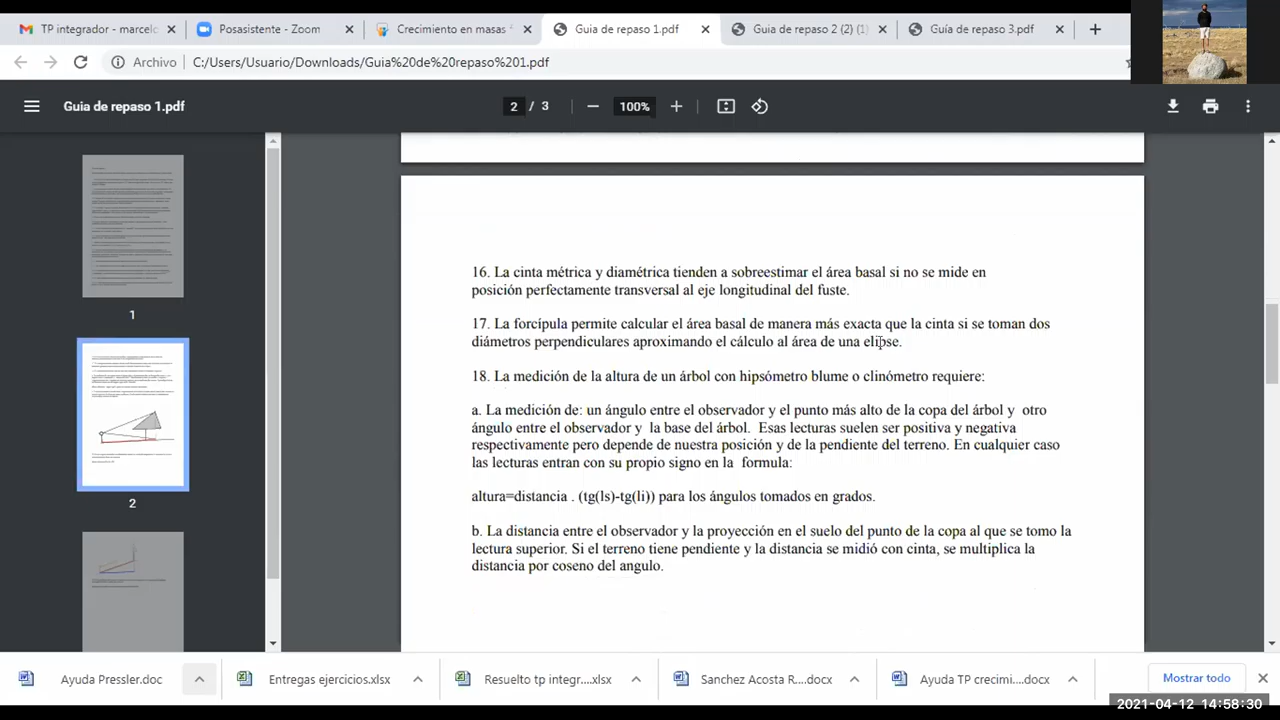 TP integrador - marcelo
Posasistente - Zoom
Crecimiento en masas
Guia de repaso 1.pdf
Guia de repaso 2 (2) (1)
Guía de repaso 3.pdf
Archivo
C:/Users/Usuario/Downloads/Guia%20de%20repaso%201.pdf
Guia de repaso 1.pdf
2 / 3
100%
1
2
16. La cinta métrica y diamétrica tienden a sobreestimar el área basal si no se mide en
posición perfectamente transversal al eje longitudinal del fuste.
17. La forcípula permite calcular el área basal de manera más exacta que la cinta si se toman dos
diámetros perpendiculares aproximando el cálculo al área de una elipse.
18. La medición de la altura de un árbol con hipsómetro blume o clinómetro requiere:
a. La medición de: un ángulo entre el observador y el punto más alto de la copa del árbol y otro
ángulo entre el observador y la base del árbol. Esas lecturas suelen ser positiva y negativa
respectivamente pero depende de nuestra posición y de la pendiente del terreno. En cualquier caso
las lecturas entran con su propio signo en la formula:
altura=distancia . (tg(ls)-tg(li)) para los ángulos tomados en grados.
b. La distancia entre el observador y la proyección en el suelo del punto de la copa al que se tomo la
lectura superior. Si el terreno tiene pendiente y la distancia se midió con cinta, se multiplica la
distancia por coseno del angulo.
Ayuda Pressler.doc
Entregas ejercicios.xlsx
Resuelto tp integr....xlsx
Sanchez Acosta R....docx
Ayuda TP crecimi....docx
Mostrar todo
2021-04-12 14:58:30